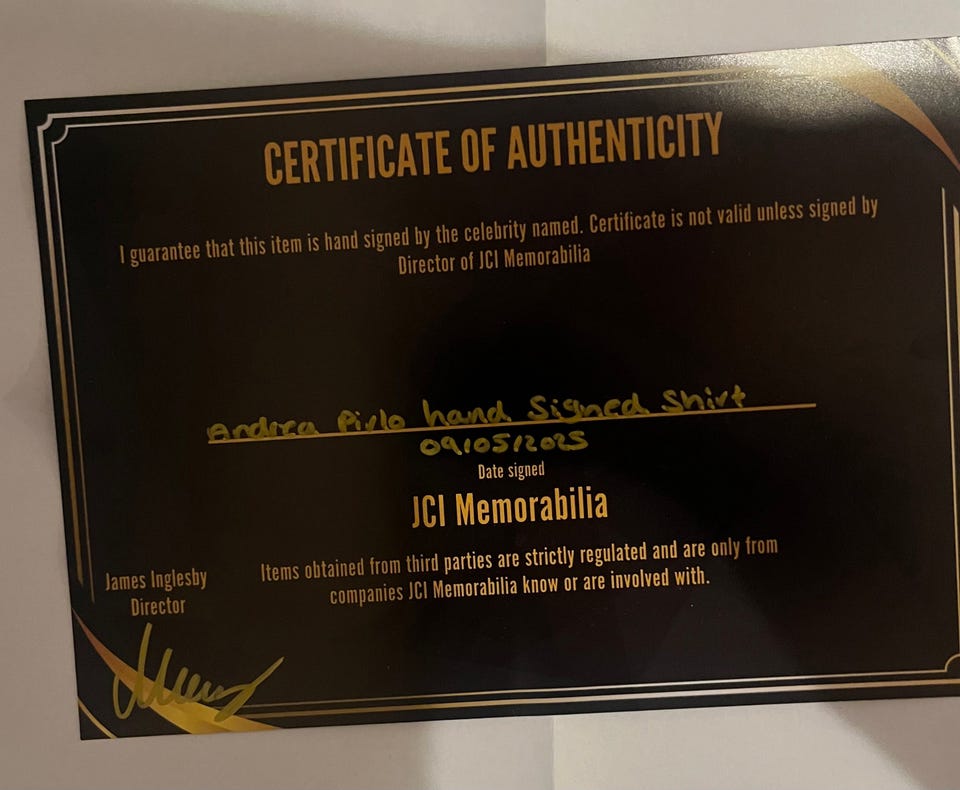 CERTIFICATE OF AUTHENTICITY
I guarantee that this item is hand signed by the celebrity named. Certificate is not valid unless signed by
Director of JCI Memorabilia
Andrea Pirlo hand Signed Shirt
09/05/2025
Date signed
JCI Memorabilia
Items obtained from third parties are strictly regulated and are only from
companies JCI Memorabilia know or are involved with.
James Inglesby
Director